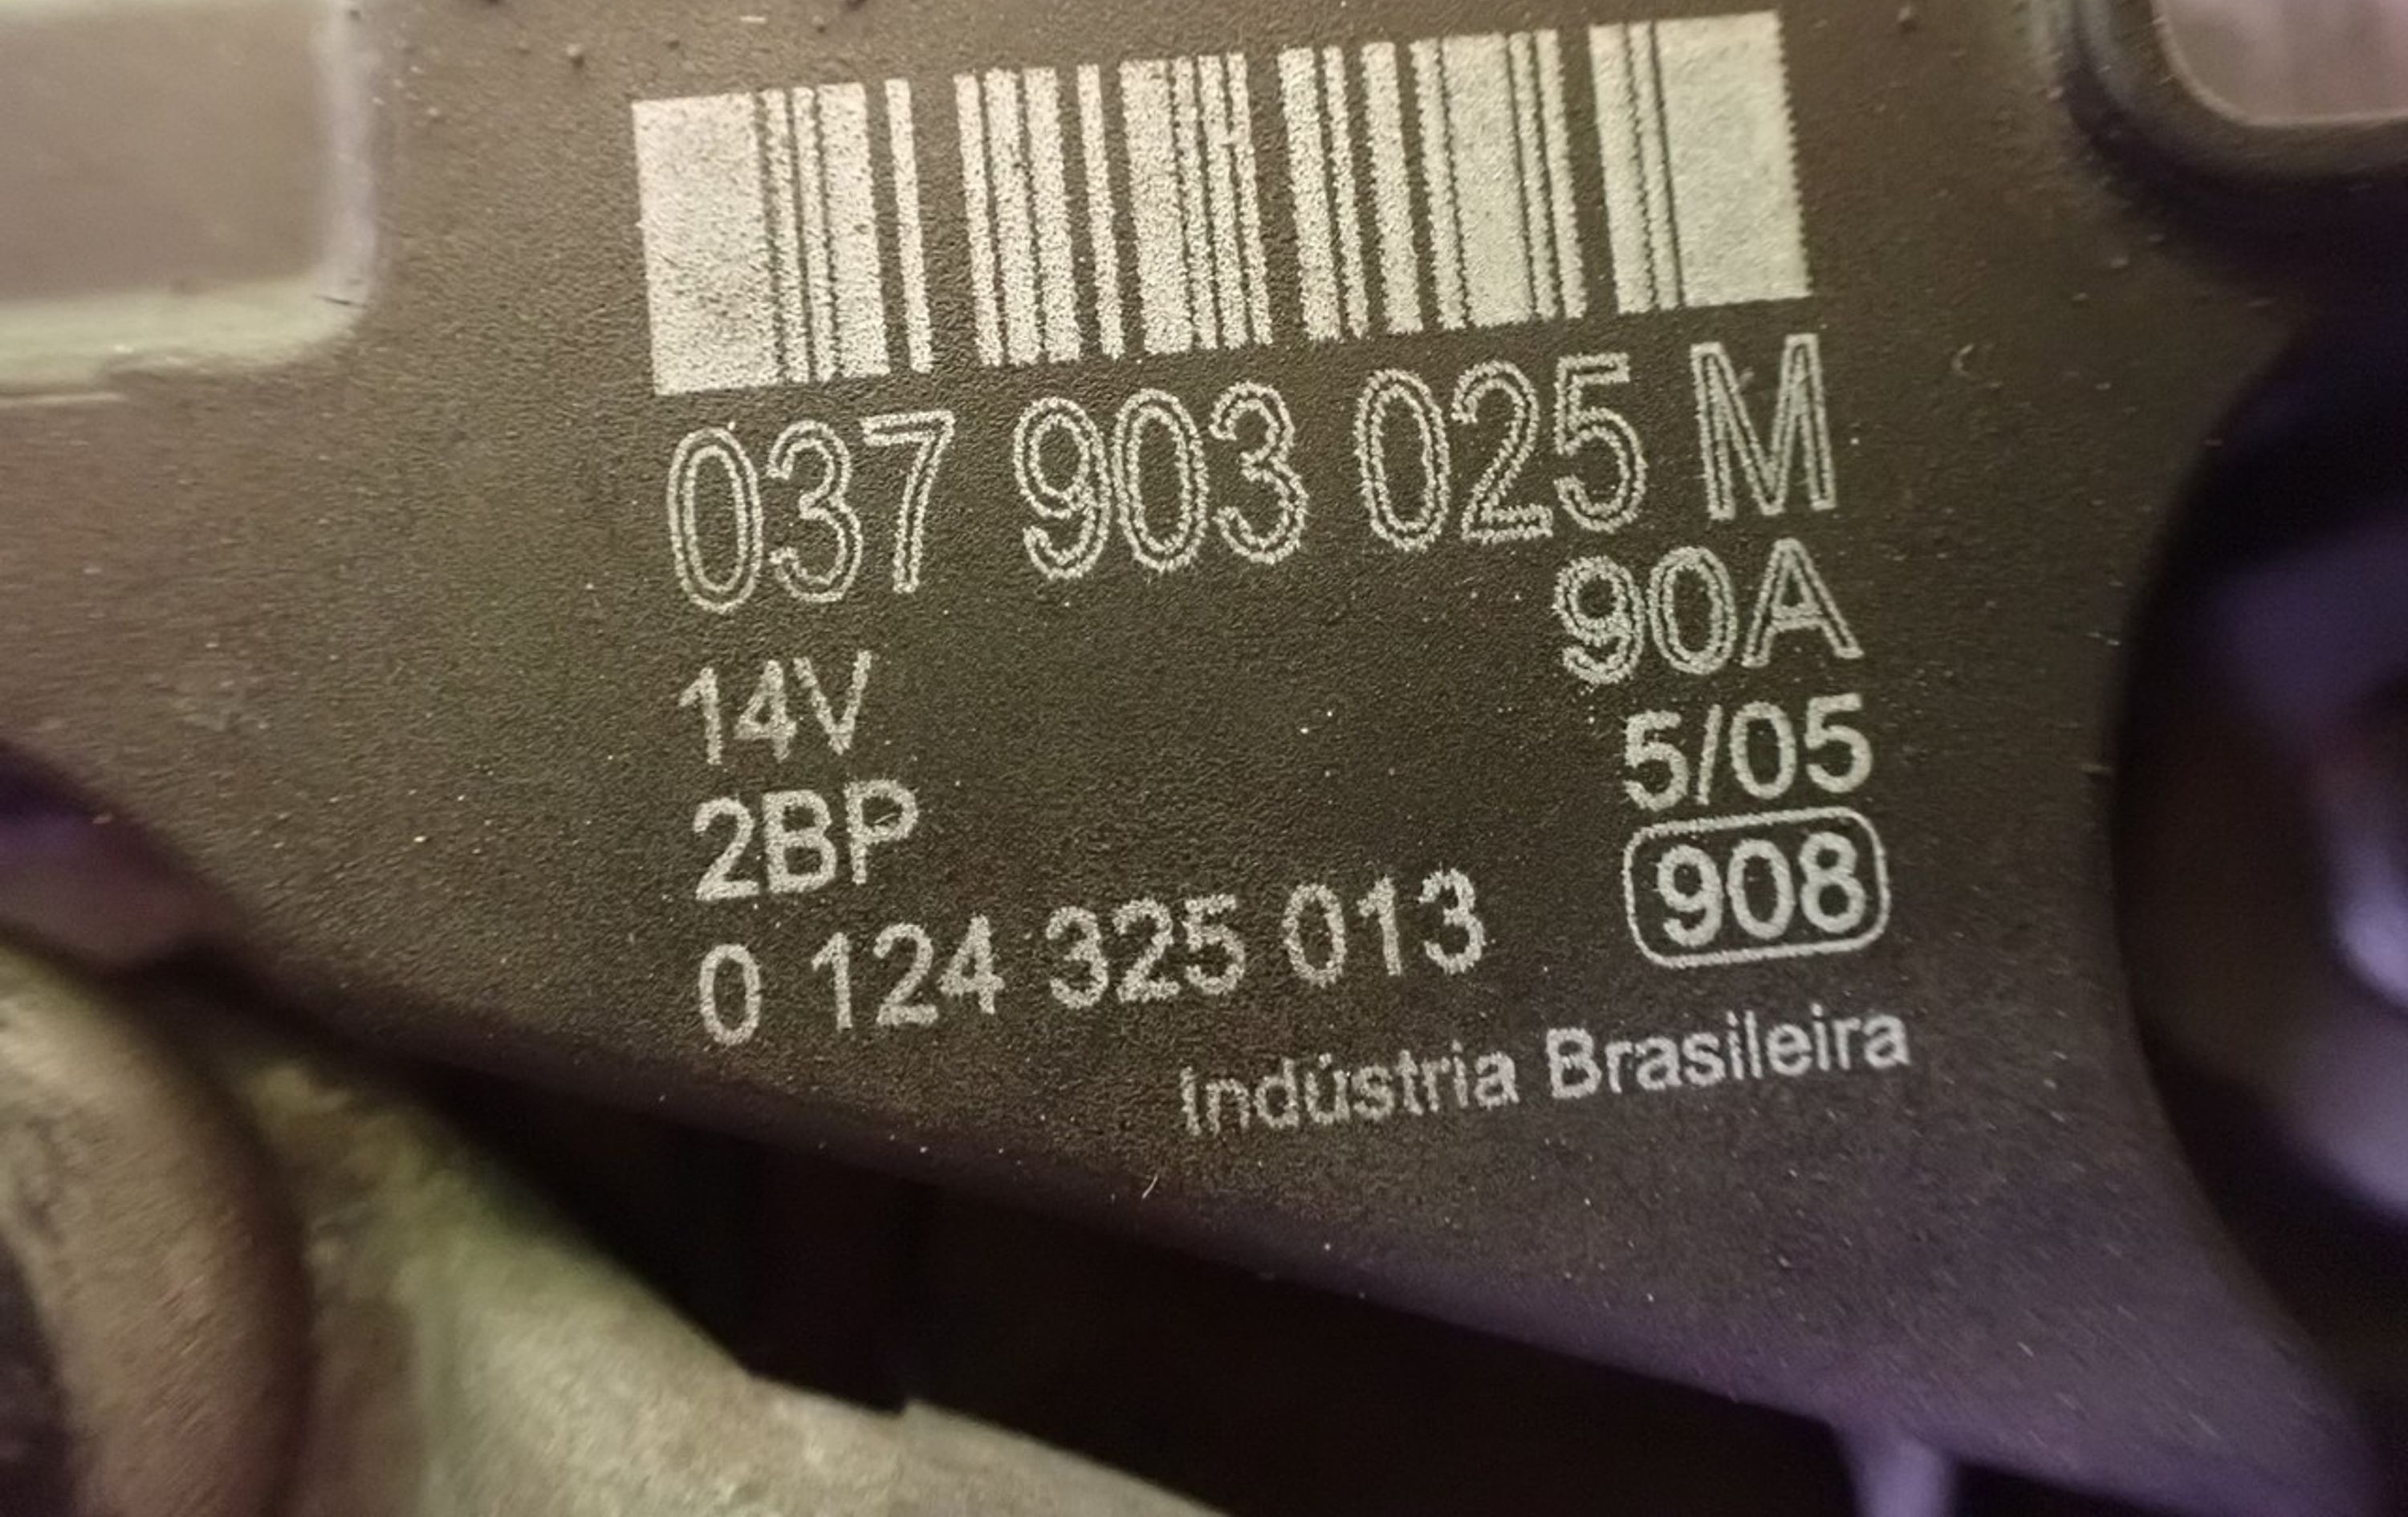 037 903 025 M
90A
14V
5/05
2BP
908
0 124 325 013
Indústria Brasileira